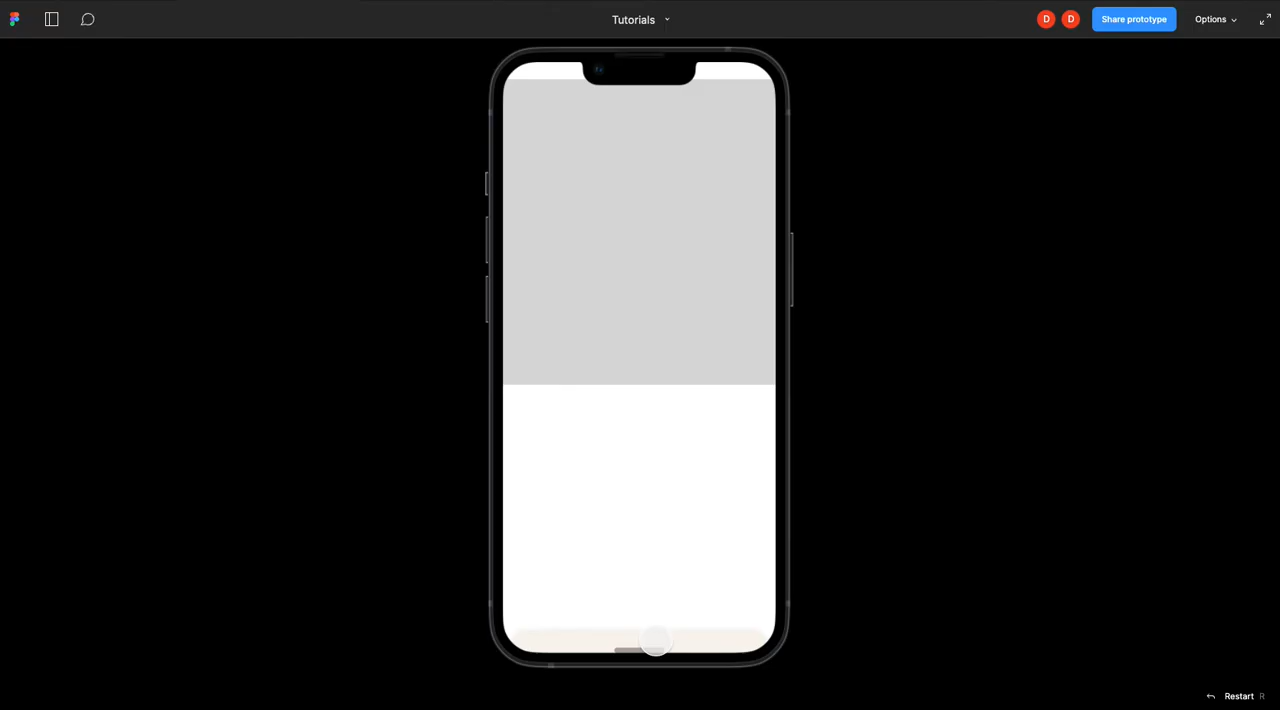 Tutorials
D
D
Share prototype
Options
Restart R